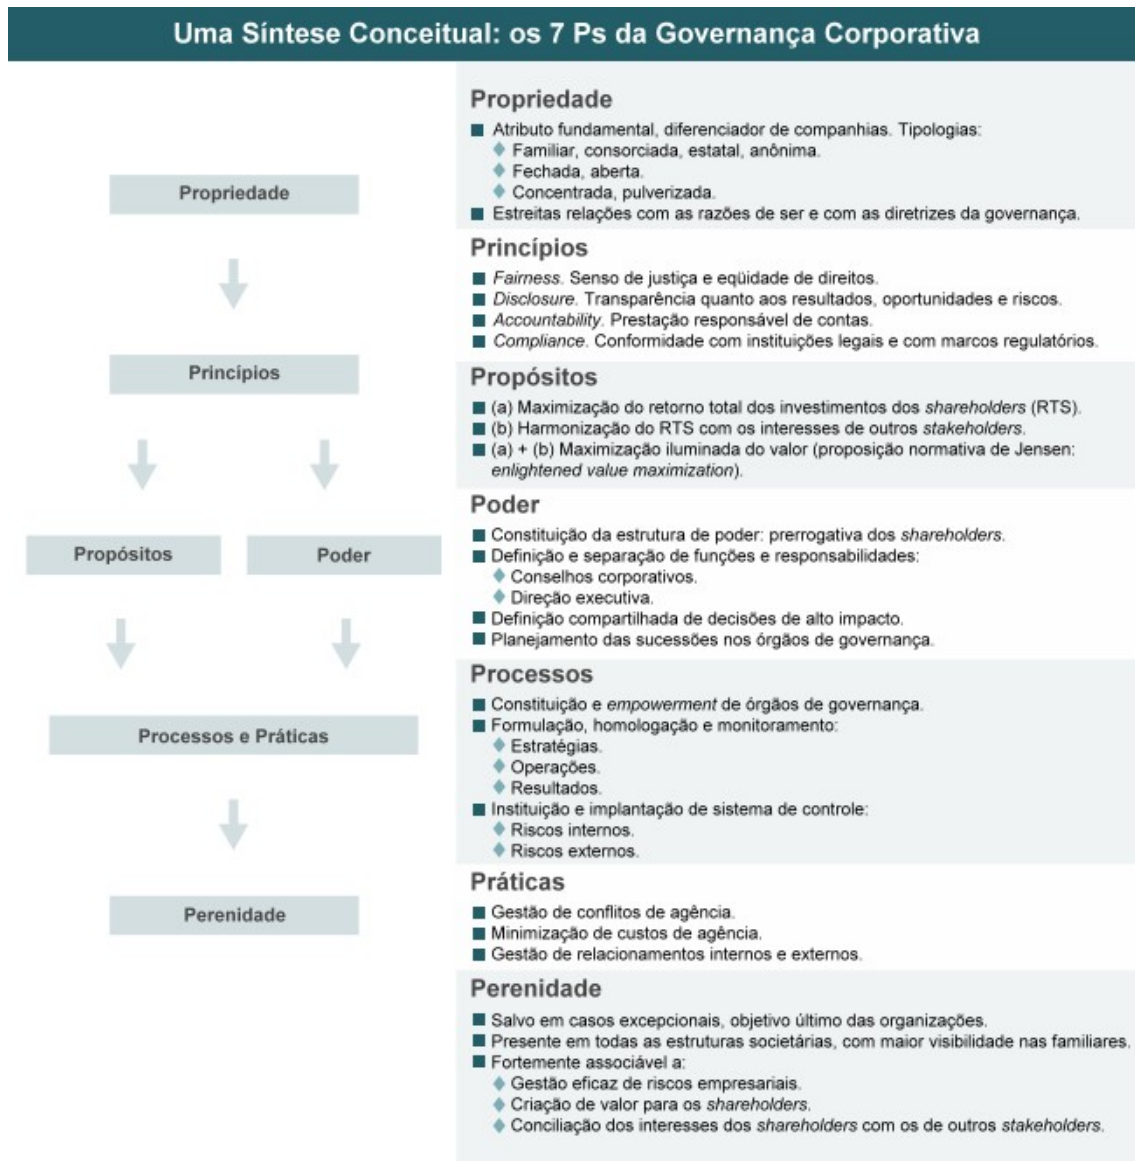 Uma Síntese Conceitual: os 7 Ps da Governança Corporativa
Propriedade
Princípios
Propósitos
Poder
Processos e Práticas
Perenidade
Propriedade
Atributo fundamental, diferenciador de companhias. Tipologias:
Familiar, consorciada, estatal, anônima.
Fechada, aberta.
Concentrada, pulverizada.
Estreitas relações com as razões de ser e com as diretrizes da governança.
Princípios
Fairness. Senso de justiça e eqüidade de direitos.
Disclosure. Transparência quanto aos resultados, oportunidades e riscos.
Accountability. Prestação responsável de contas.
Compliance. Conformidade com instituições legais e com marcos regulatórios.
Propósitos
(a) Maximização do retorno total dos investimentos dos shareholders (RTS).
(b) Harmonização do RTS com os interesses de outros stakeholders.
(a) + (b) Maximização iluminada do valor (proposição normativa de Jensen:
enlightened value maximization).
Poder
Constituição da estrutura de poder: prerrogativa dos shareholders.
Definição e separação de funções e responsabilidades:
Conselhos corporativos.
Direção executiva.
Definição compartilhada de decisões de alto impacto.
Planejamento das sucessões nos órgãos de governança.
Processos
Constituição e empowerment de órgãos de governança.
Formulação, homologação e monitoramento:
Estratégias.
Operações.
Resultados.
Instituição e implantação de sistema de controle:
Riscos internos.
Riscos externos.
Práticas
Gestão de conflitos de agência.
Minimização de custos de agência.
Gestão de relacionamentos internos e externos.
Perenidade
Salvo em casos excepcionais, objetivo último das organizações.
Presente em todas as estruturas societárias, com maior visibilidade nas familiares.
Fortemente associável a:
Gestão eficaz de riscos empresariais.
Criação de valor para os shareholders.
Conciliação dos interesses dos shareholders com os de outros stakeholders.